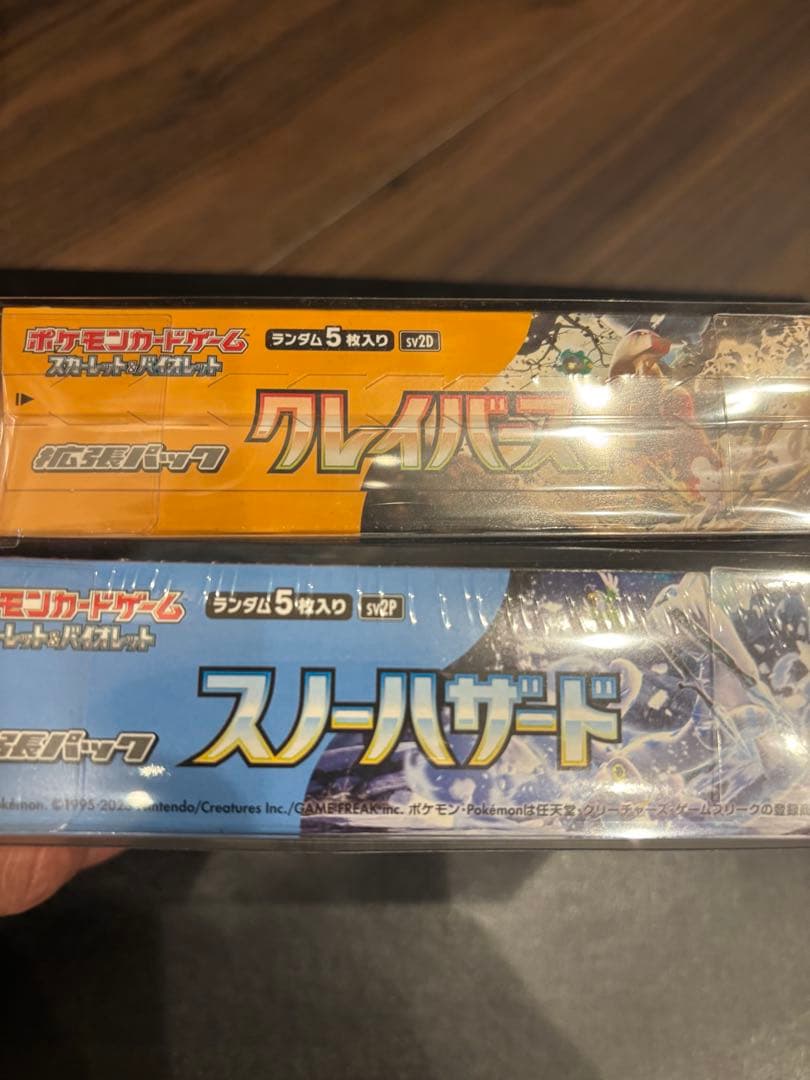 ポケモンカードゲーム
スカーレット&バイオレット
ランダム5枚入り
sv2D
拡張パック
クレイバースト
モンカードゲーム
ーレット&バイオレット
ランダム5枚入り
sv2P
張パック
スノーハザード
okémon. ©1995-2023 Nintendo/Creatures Inc./GAME FREAK inc. ポケモン・Pokémonは任天堂・クリーチャーズ・ゲームフリークの登録